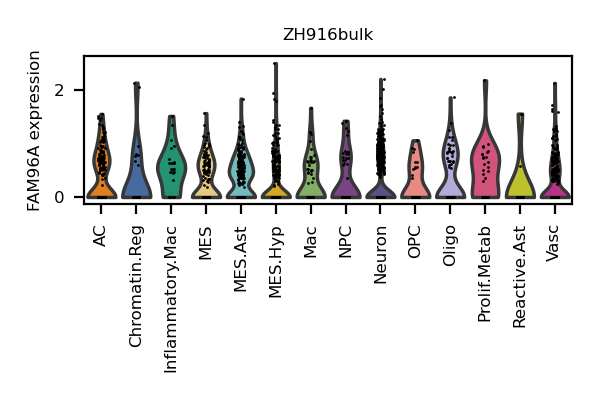 ZH916bulk
FAM96A expression
2
0
AC
Chromatin.Reg
Inflammatory.Mac
MES
MES.Ast
MES.Hyp
Mac
NPC
Neuron
OPC
Oligo
Prolif.Metab
Reactive.Ast
Vasc